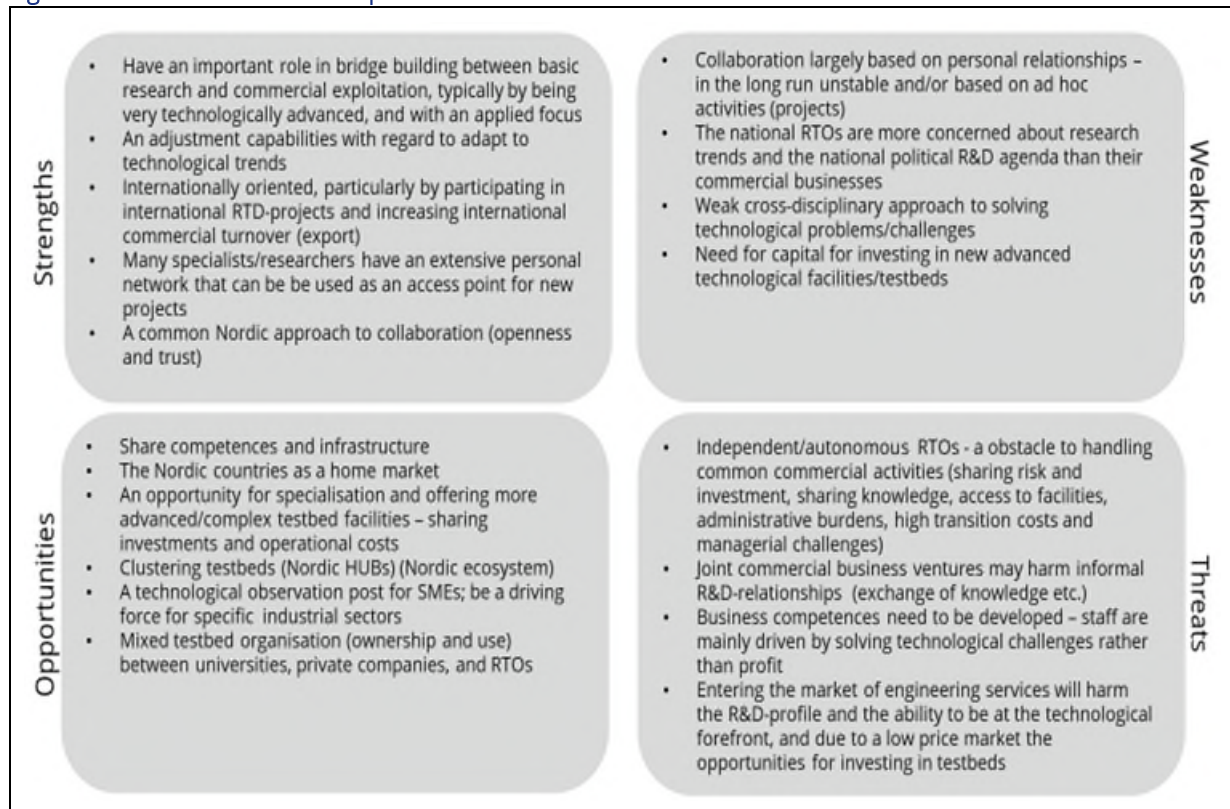 Strengths
• Have an important role in bridge building between basic
research and commercial exploitation, typically by being
very technologically advanced, and with an applied focus
• An adjustment capabilities with regard to adapt to
technological trends
• Internationally oriented, particularly by participating in
international RTD-projects and increasing international
commercial turnover (export)
• Many specialists/researchers have an extensive personal
network that can be be used as an access point for new
projects
• A common Nordic approach to collaboration (openness
and trust)
Weaknesses
• Collaboration largely based on personal relationships –
in the long run unstable and/or based on ad hoc
activities (projects)
• The national RTOs are more concerned about research
trends and the national political R&D agenda than their
commercial businesses
• Weak cross-disciplinary approach to solving
technological problems/challenges
• Need for capital for investing in new advanced
technological facilities/testbeds
Opportunities
• Share competences and infrastructure
• The Nordic countries as a home market
• An opportunity for specialisation and offering more
advanced/complex testbed facilities – sharing
investments and operational costs
• Clustering testbeds (Nordic HUBs) (Nordic ecosystem)
• A technological observation post for SMEs; be a driving
force for specific industrial sectors
• Mixed testbed organisation (ownership and use)
between universities, private companies, and RTOs
Threats
• Independent/autonomous RTOs - a obstacle to handling
common commercial activities (sharing risk and
investment, sharing knowledge, access to facilities,
administrative burdens, high transition costs and
managerial challenges)
• Joint commercial business ventures may harm informal
R&D-relationships (exchange of knowledge etc.)
• Business competences need to be developed – staff are
mainly driven by solving technological challenges rather
than profit
• Entering the market of engineering services will harm
the R&D-profile and the ability to be at the technological
forefront, and due to a low price market the
opportunities for investing in testbeds